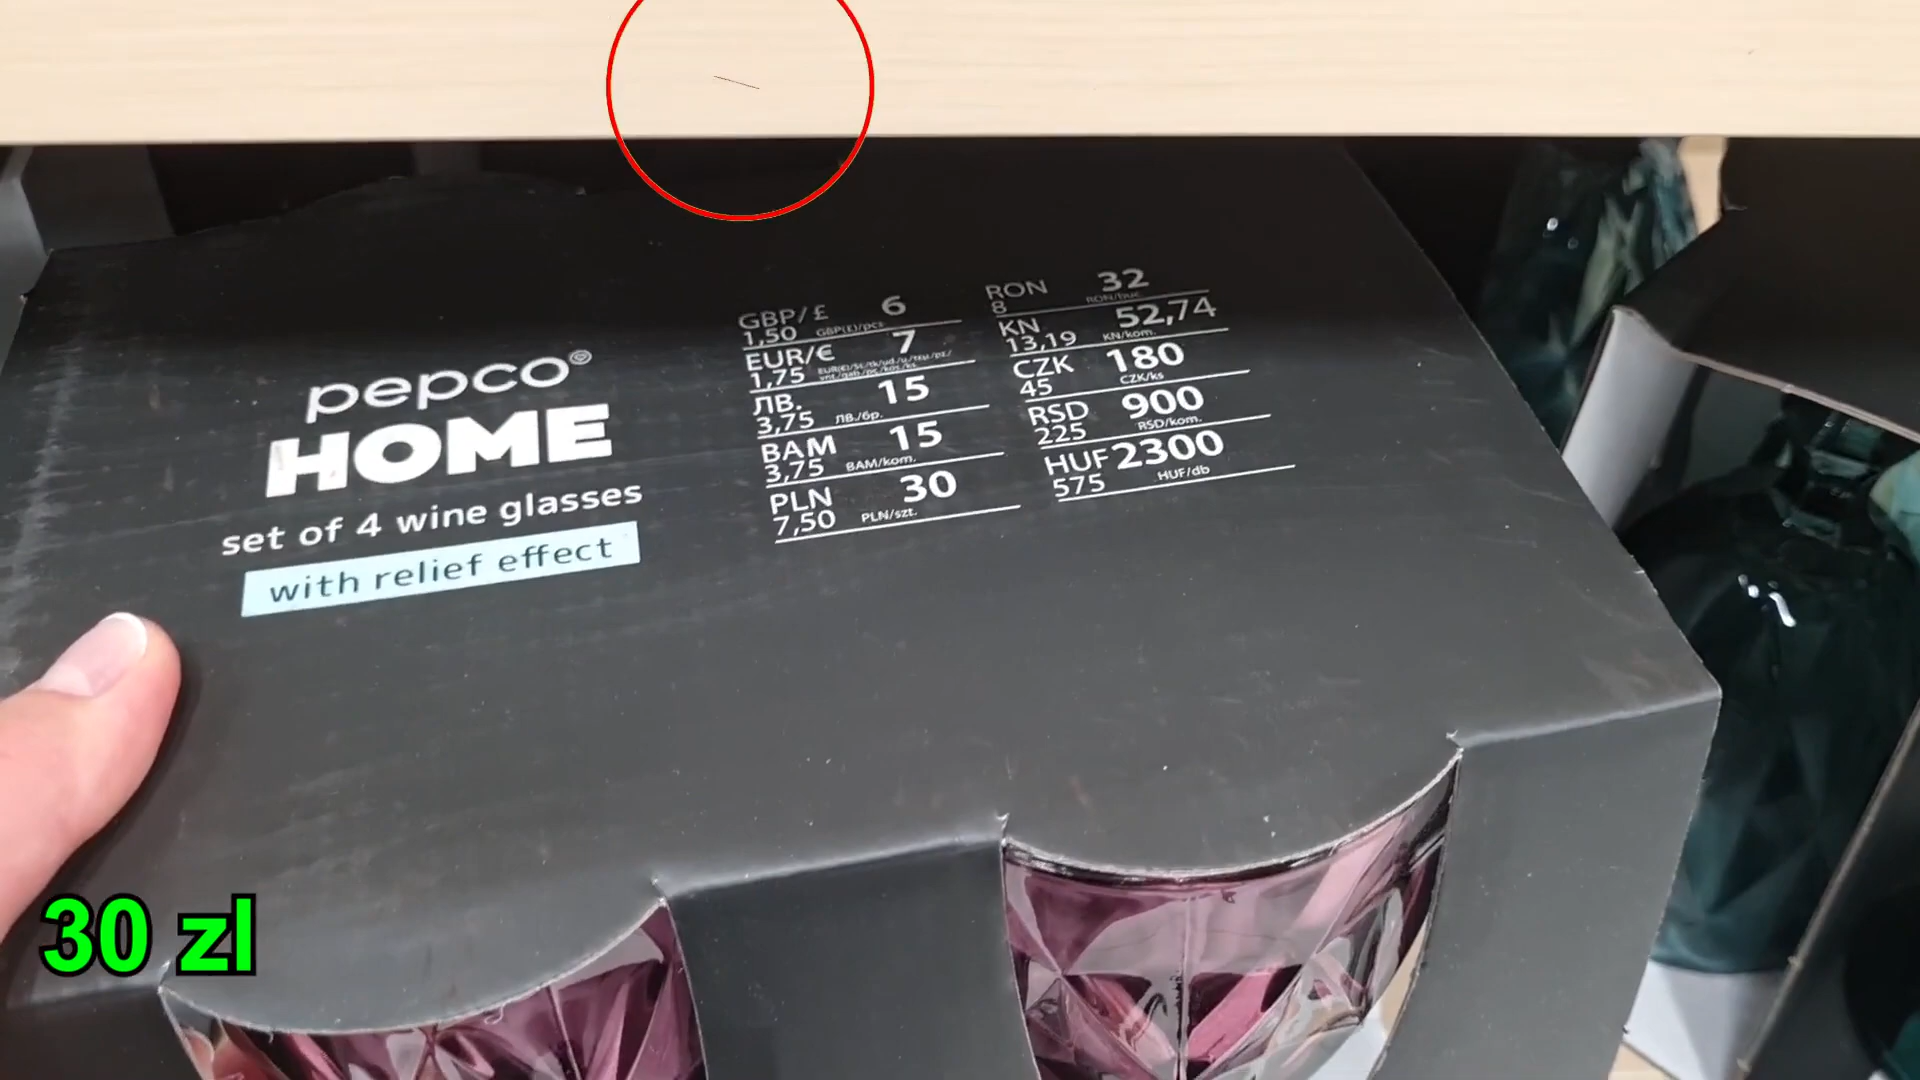 pepco®
HOME
set of 4 wine glasses
with relief effect
GBP/£ 6
1,50 GBP(£)/pcs
EUR/€ 7
1,75
ЛВ. 15
3,75 ЛВ./бр.
BAM 15
3,75 BAM/kom.
PLN 30
7,50 PLN/szt.
RON 32
8 RON/buc
KN 52,74
13,19 KN/kom.
CZK 180
45 CZK/ks
RSD 900
225 RSD/kom.
HUF 2300
575 HUF/db
30 zl